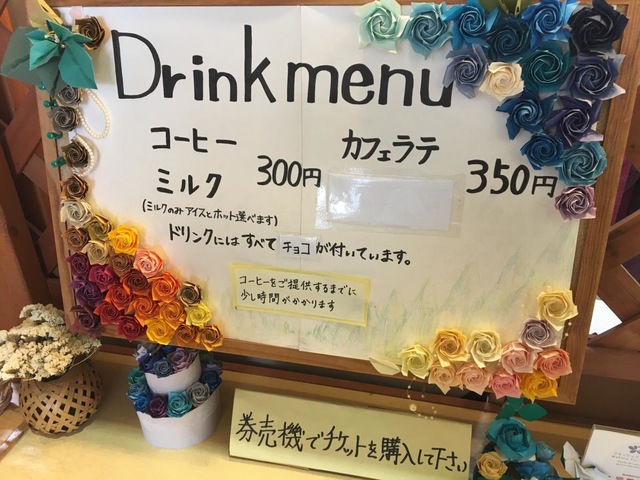 Drink menu
コーヒー
ミルク
300円
カフェラテ
350円
(ミルクのみアイスとホット選べます)
ドリンクにはすべてチョコが付いています。
コーヒーをご提供するまでに
少し時間がかかります
券売機でチケットを購入して下さい